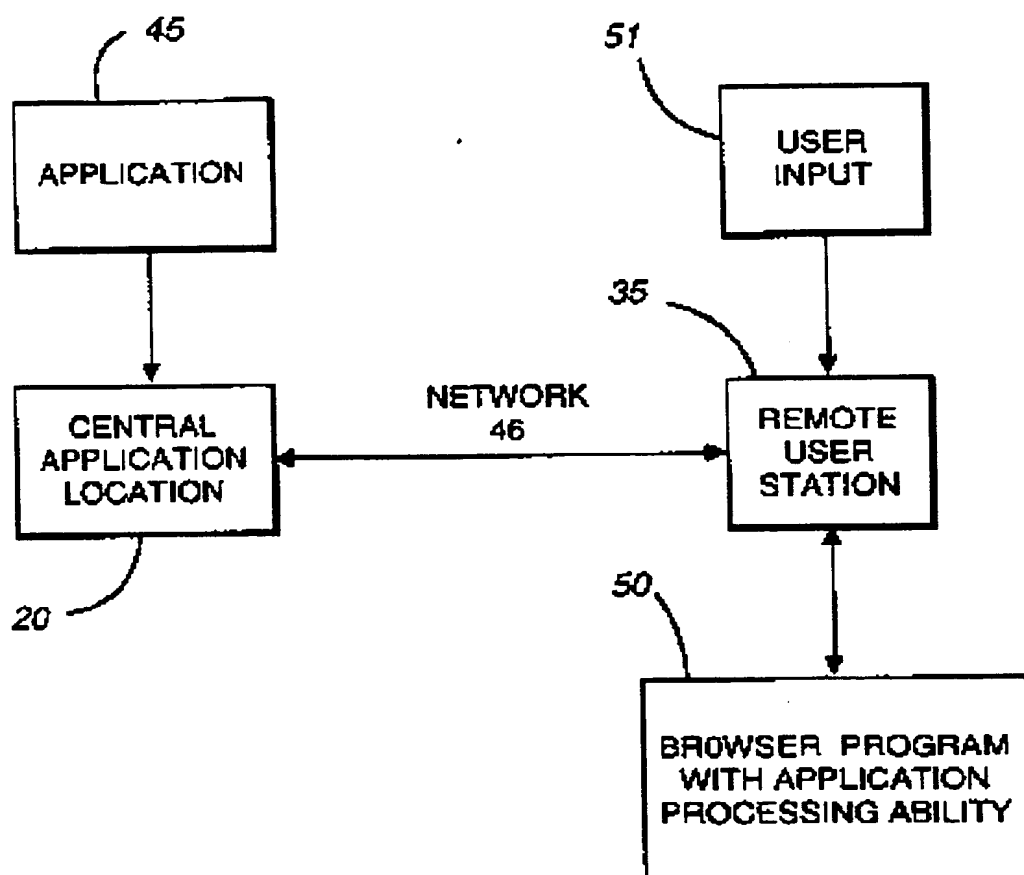 45
APPLICATION
51
USER
INPUT
35
CENTRAL
APPLICATION
LOCATION
NETWORK
46
REMOTE
USER
STATION
20
50
BROWSER PROGRAM
WITH APPLICATION
PROCESSING ABILITY